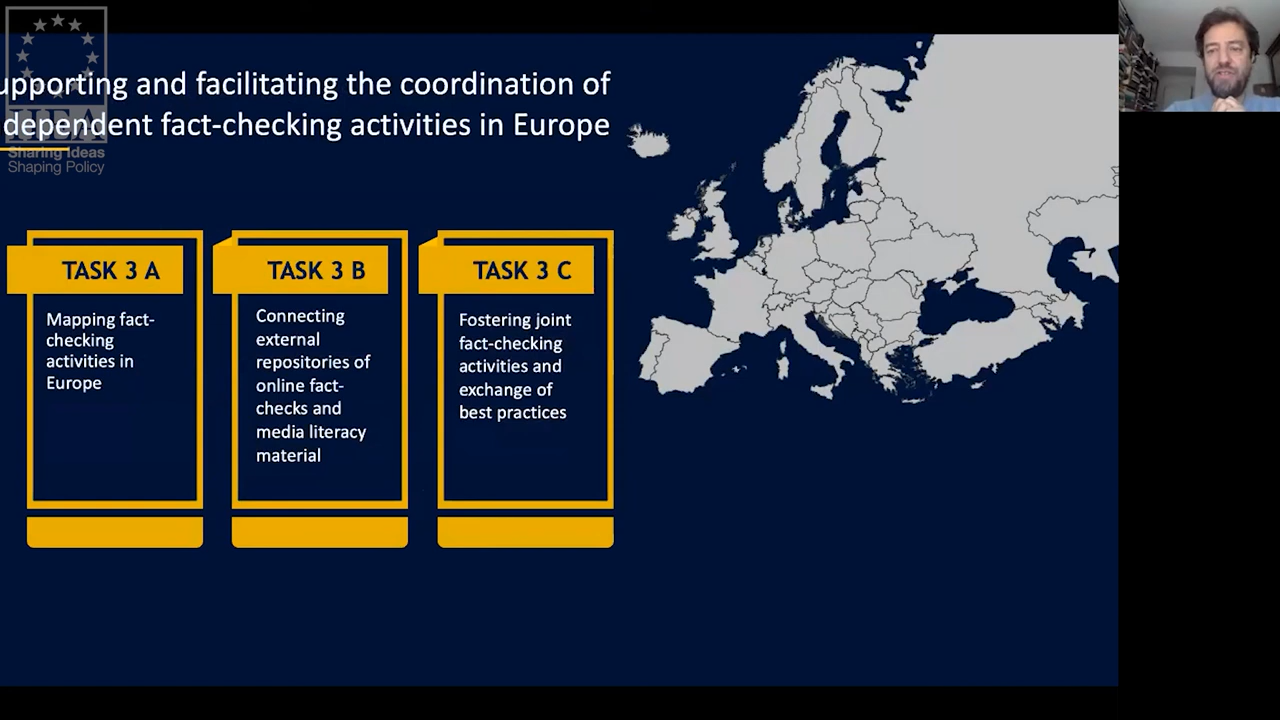 upporting and facilitating the coordination of
dependent fact-checking activities in Europe
IIEA
Sharing Ideas
Shaping Policy
TASK 3 A
Mapping fact-
checking
activities in
Europe
TASK 3 B
Connecting
external
repositories of
online fact-
checks and
media literacy
material
TASK 3 C
Fostering joint
fact-checking
activities and
exchange of
best practices